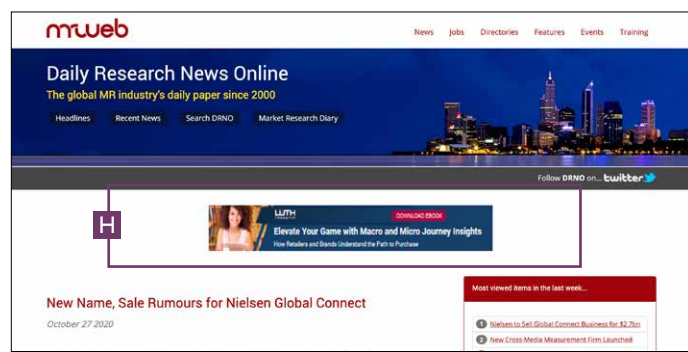 mrweb
News Jobs Directories Features Events Training
Daily Research News Online
The global MR industry's daily paper since 2000
Headlines Recent News Search DRNO Market Research Diary
Follow DRNO on... twitter
H
LUTH
DOWNLOAD EBOOK
Elevate Your Game with Macro and Micro Journey Insights
How Retailers and Brands Understand the Path to Purchase
Most viewed items in the last week...
New Name, Sale Rumours for Nielsen Global Connect
October 27 2020
1 Nielsen to Sell Global Connect Business for $2.7bn
2 New Cross-Media Measurement Firm Launched